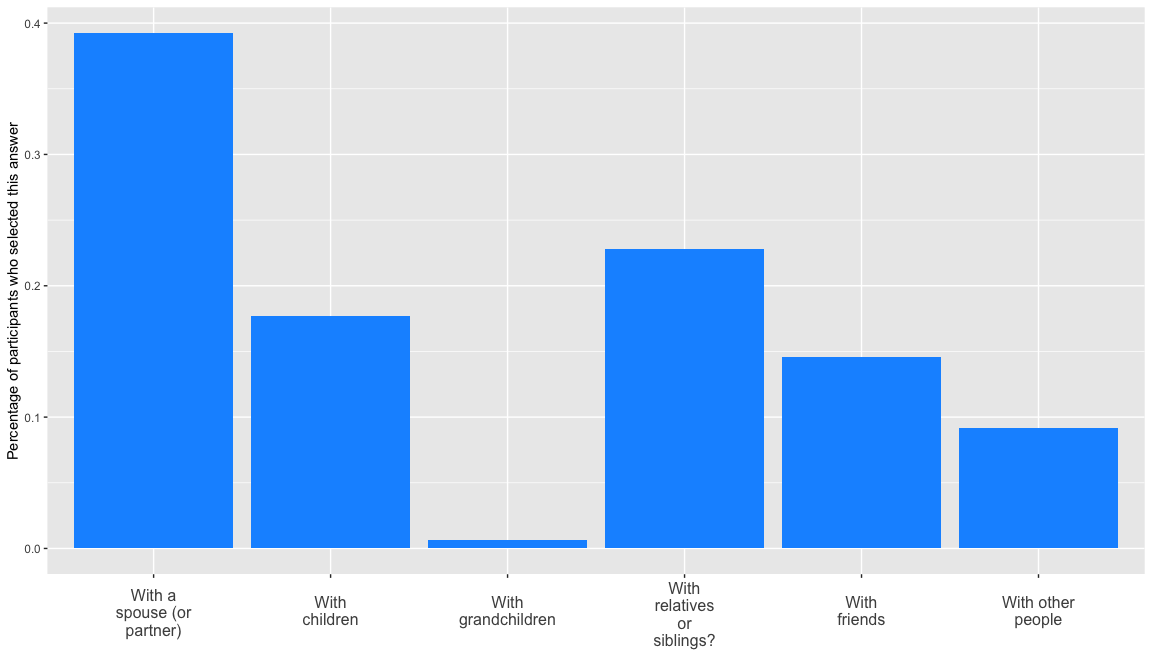 Percentage of participants who selected this answer
0.4
0.3
0.2
0.1
0.0
With a
spouse (or
partner)
With
children
With
grandchildren
With
relatives
or
siblings?
With
friends
With other
people